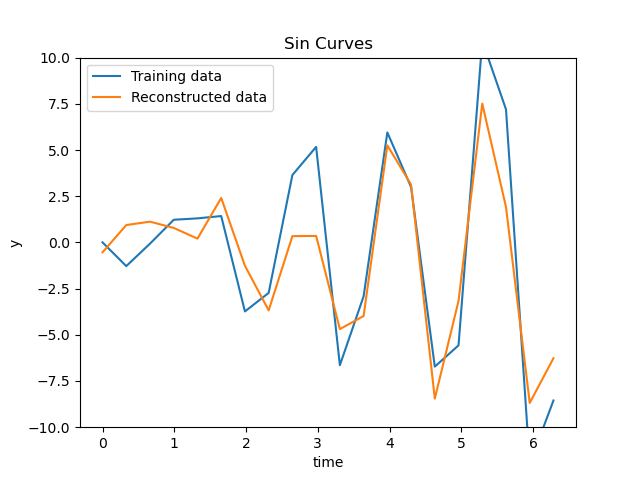 Sin Curves
Training data
Reconstructed data
10.0
7.5
5.0
2.5
0.0
−2.5
−5.0
−7.5
−10.0
y
0 1 2 3 4 5 6
time